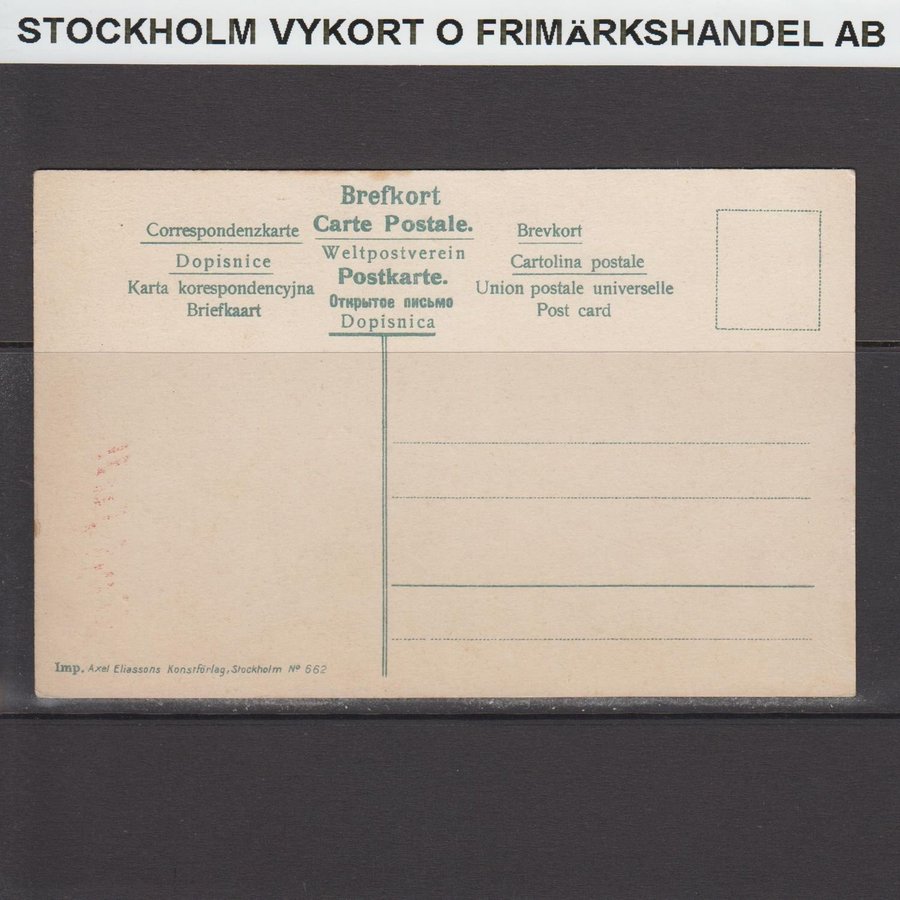 STOCKHOLM VYKORT O FRIMÄRKSHANDEL AB
Brefkort
Carte Postale.
Weltpostverein
Postkarte.
Открытое письмо
Dopisnica
Correspondenzkarte
Dopisnice
Karta korespondencyjna
Briefkaart
Brevkort
Cartolina postale
Union postale universelle
Post card
Imp. Axel Eliassons Konstförlag, Stockholm Nº 662